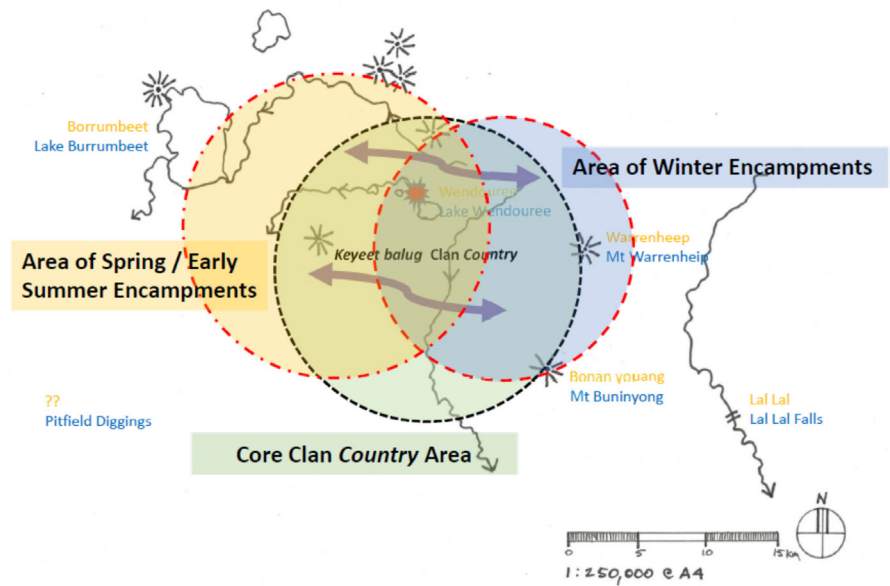 Borrumbeet
Lake Burrumbeet
Area of Winter Encampments
Wendouree
Lake Wendouree
Warrenheep
Mt Warrenheip
Keyeet balug Clan Country
Area of Spring / Early
Summer Encampments
Bonan youang
Mt Buninyong
??
Pitfield Diggings
Lal Lal
Lal Lal Falls
Core Clan Country Area
N
0 5 10 15km
1:250,000 @ A4